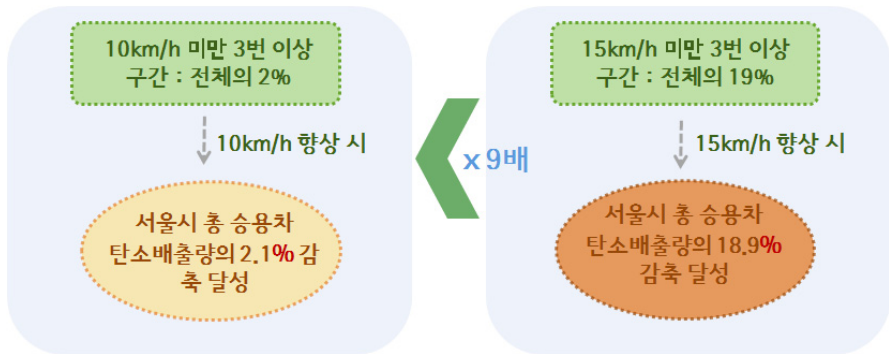 10km/h 미만 3번 이상
구간 : 전체의 2%
10km/h 향상 시
서울시 총 승용차
탄소배출량의 2.1% 감
축 달성
x 9배
15km/h 미만 3번 이상
구간 : 전체의 19%
15km/h 향상 시
서울시 총 승용차
탄소배출량의 18.9%
감축 달성